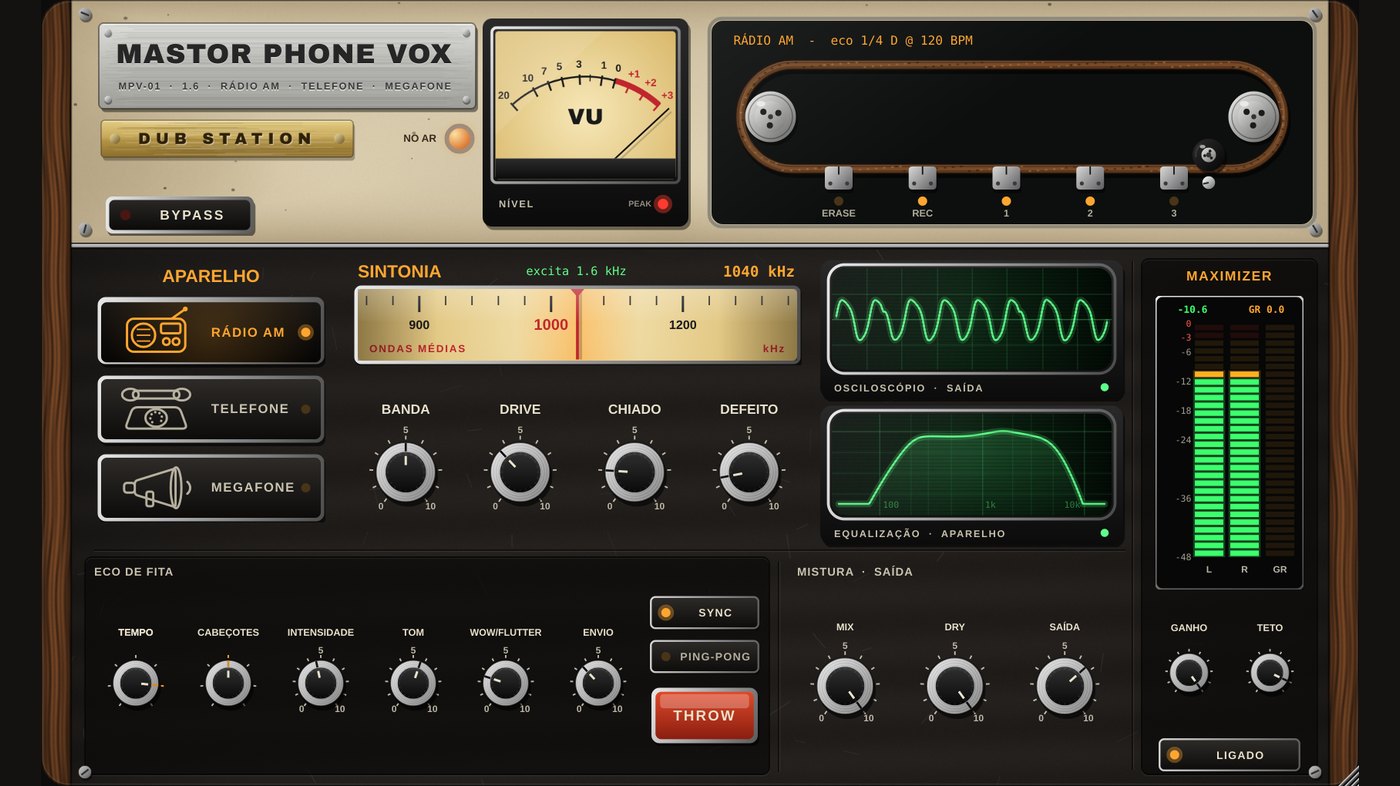 MASTOR PHONE VOX
MPV-01 · 1.6 · RÁDIO AM · TELEFONE · MEGAFONE
DUB STATION
NO AR
BYPASS
20 10 7 5 3 1 0 +1 +2 +3
VU
NÍVEL
PEAK
RÁDIO AM - eco 1/4 D @ 120 BPM
ERASE REC 1 2 3
APARELHO
RÁDIO AM
TELEFONE
MEGAFONE
SINTONIA
excita 1.6 kHz
1040 kHz
900 1000 1200
ONDAS MÉDIAS
kHz
BANDA DRIVE CHIADO DEFEITO
5 5 5 5
0 10 0 10 0 10 0 10
OSCILOSCÓPIO · SAÍDA
100 1k 10k
EQUALIZAÇÃO · APARELHO
MAXIMIZER
-10.6 GR 0.0
0
-3
-6
-12
-18
-24
-36
-48
L R GR
GANHO TETO
LIGADO
ECO DE FITA
TEMPO CABEÇOTES INTENSIDADE TOM WOW/FLUTTER ENVIO
5 5 5 5
0 10 0 10 0 10 0 10
SYNC
PING-PONG
THROW
MISTURA · SAÍDA
MIX DRY SAÍDA
5 5 5
0 10 0 10 0 10